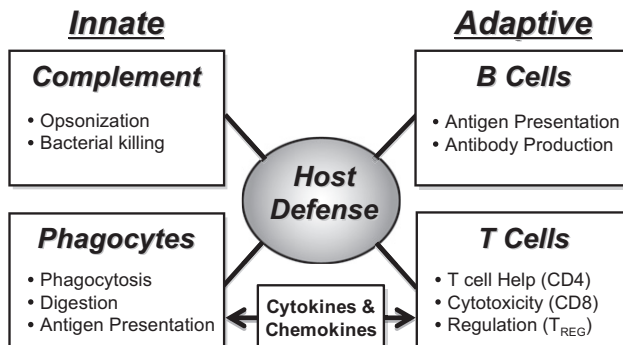 Innate
Complement
• Opsonization
• Bacterial killing
Phagocytes
• Phagocytosis
• Digestion
• Antigen Presentation
Host
Defense
Cytokines &
Chemokines
Adaptive
B Cells
• Antigen Presentation
• Antibody Production
T Cells
• T cell Help (CD4)
• Cytotoxicity (CD8)
• Regulation (TREG)